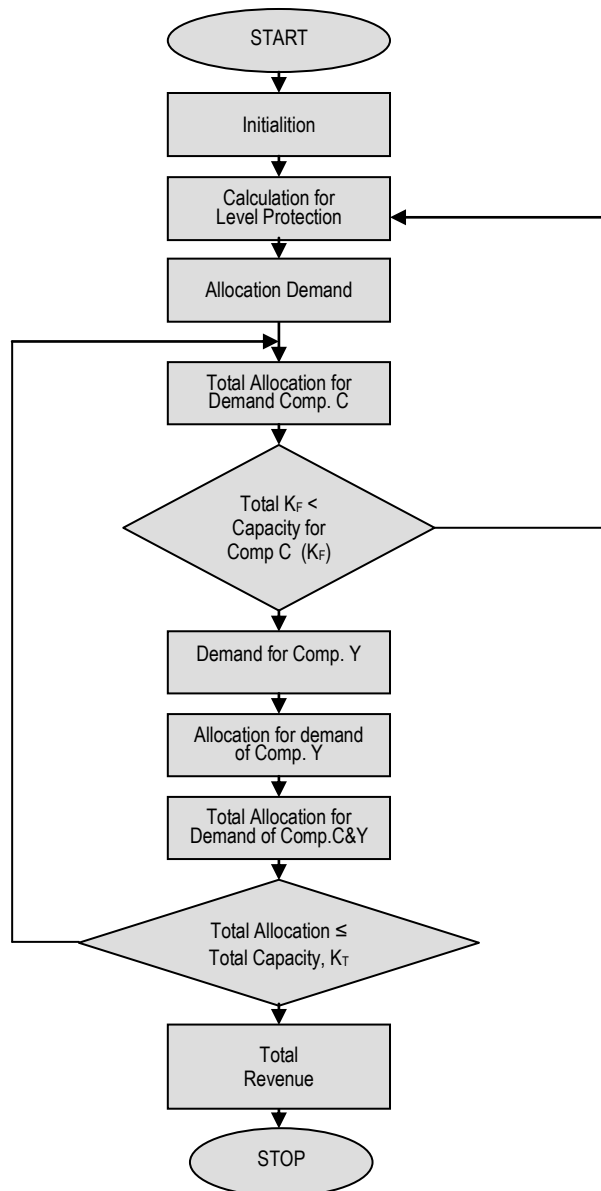 START
Initialition
Calculation for
Level Protection
Allocation Demand
Total Allocation for
Demand Comp. C
Total KF <
Capacity for
Comp C (KF)
Demand for Comp. Y
Allocation for demand
of Comp. Y
Total Allocation for
Demand of Comp.C&Y
Total Allocation ≤
Total Capacity, KT
Total
Revenue
STOP